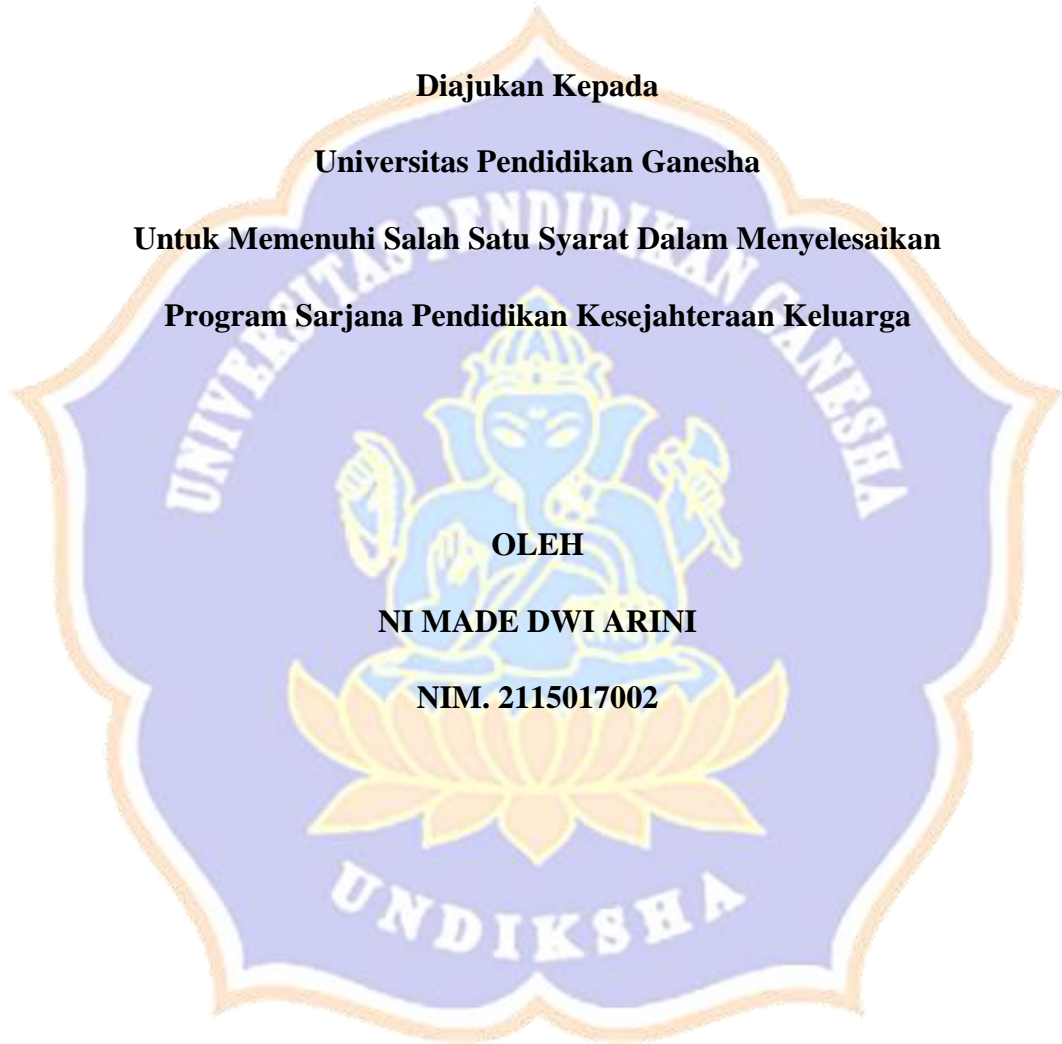 Diajukan Kepada
Universitas Pendidikan Ganesha
Untuk Memenuhi Salah Satu Syarat Dalam Menyelesaikan
Program Sarjana Pendidikan Kesejahteraan Keluarga
UNIVERSITAS PENDIDIKAN GANESHA
OLEH
NI MADE DWI ARINI
NIM. 2115017002
UNDIKSHA